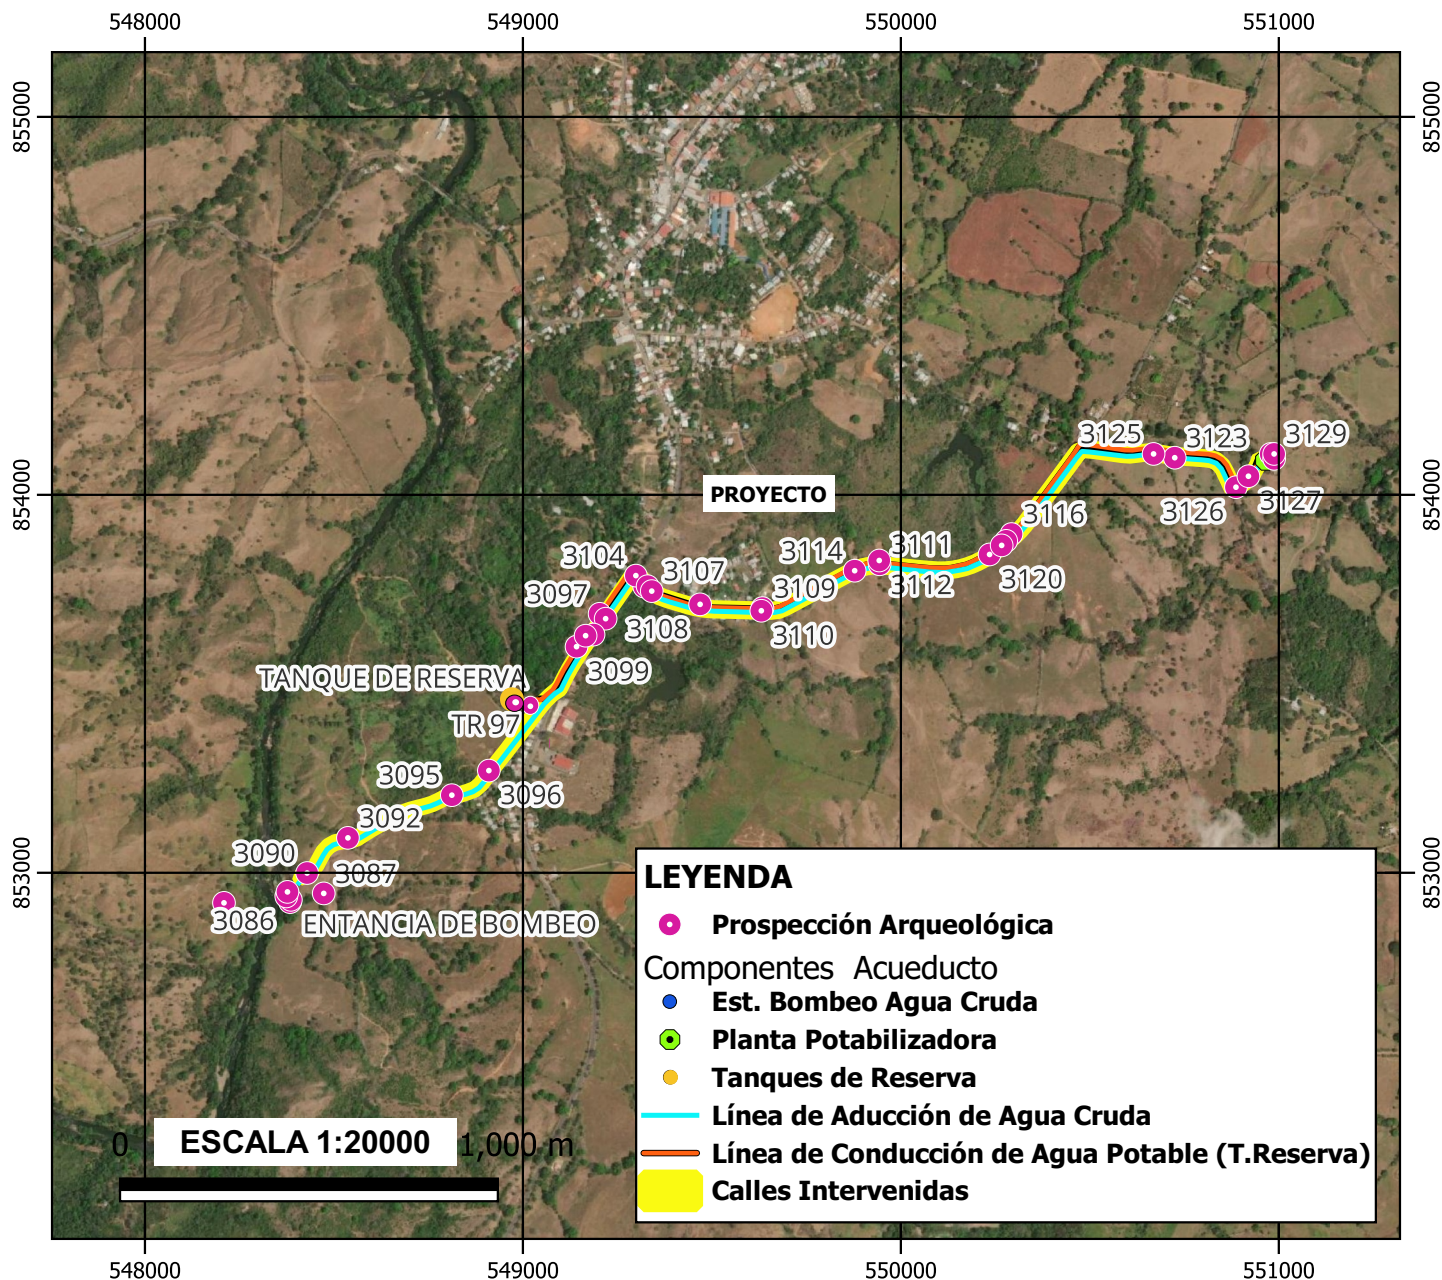 548000 549000 550000 551000
855000 855000
3125 3123 3129
854000 PROYECTO 854000
3126 3127
3116
3104 3114 3111
3107 3109 3112 3120
3097
3108 3110
3099
TANQUE DE RESERVA
TR 97
3095
3096
3092
3090
3087
853000 853000
3086 ENTANCIA DE BOMBEO
LEYENDA
Prospección Arqueológica
Componentes Acueducto
Est. Bombeo Agua Cruda
Planta Potabilizadora
Tanques de Reserva
Línea de Aducción de Agua Cruda
Línea de Conducción de Agua Potable (T.Reserva)
Calles Intervenidas
0 ESCALA 1:20000 1,000 m
548000 549000 550000 551000